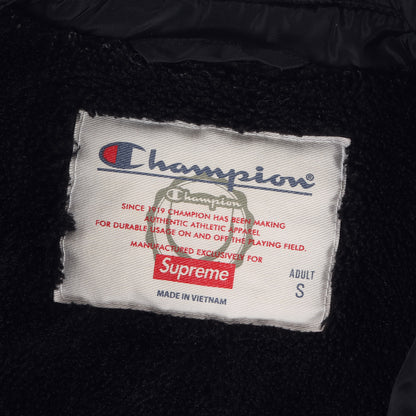 Champion®
Champion
SINCE 1919 CHAMPION HAS BEEN MAKING
AUTHENTIC ATHLETIC APPAREL
FOR DURABLE USAGE ON AND OFF THE PLAYING FIELD.
MANUFACTURED EXCLUSIVELY FOR
Supreme
ADULT
S
MADE IN VIETNAM